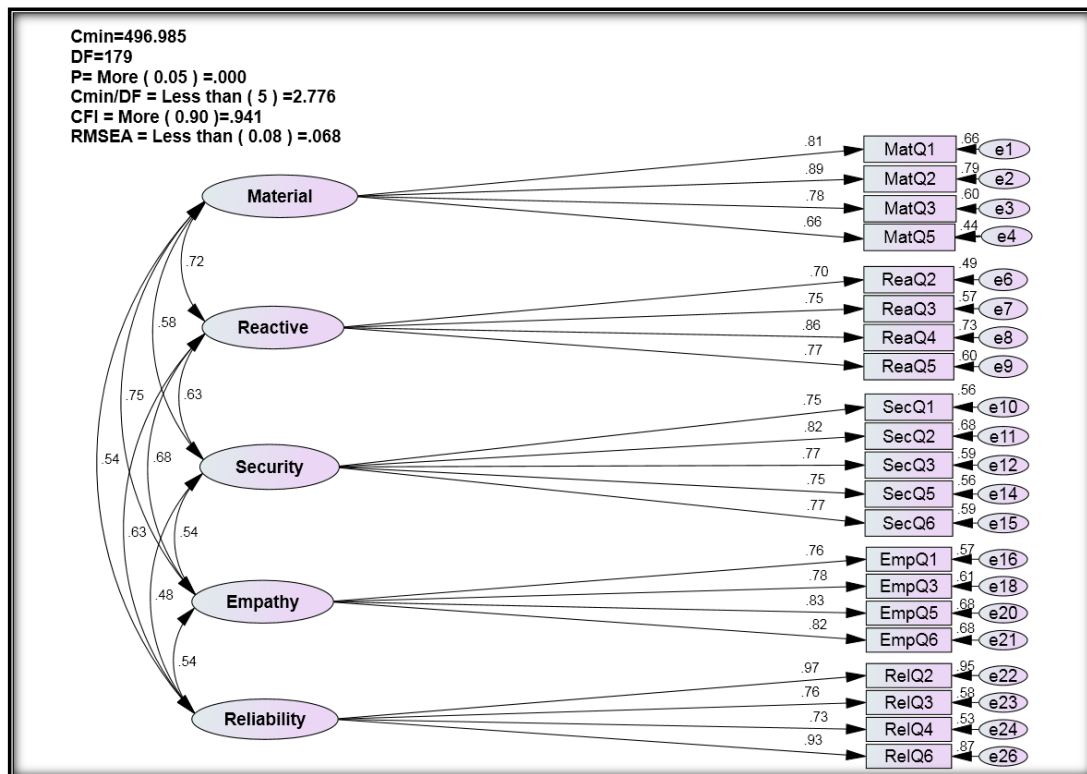 Cmin=496.985
DF=179
P= More ( 0.05 ) =.000
Cmin/DF = Less than ( 5 ) =2.776
CFI = More ( 0.90 )=.941
RMSEA = Less than ( 0.08 ) =.068
Material
.81
MatQ1
.66
e1
.89
MatQ2
.79
e2
.78
MatQ3
.60
e3
.66
MatQ5
.44
e4
.72
Reactive
.70
ReaQ2
.49
e6
.75
ReaQ3
.57
e7
.86
ReaQ4
.73
e8
.77
ReaQ5
.60
e9
.58
.75
.63
.54
.68
Security
.75
SecQ1
.56
e10
.82
SecQ2
.68
e11
.77
SecQ3
.59
e12
.75
SecQ5
.56
e14
.77
SecQ6
.59
e15
.63
.54
.48
Empathy
.76
EmpQ1
.57
e16
.78
EmpQ3
.61
e18
.83
EmpQ5
.68
e20
.82
EmpQ6
.68
e21
.54
Reliability
.97
RelQ2
.95
e22
.76
RelQ3
.58
e23
.73
RelQ4
.53
e24
.93
RelQ6
.87
e26